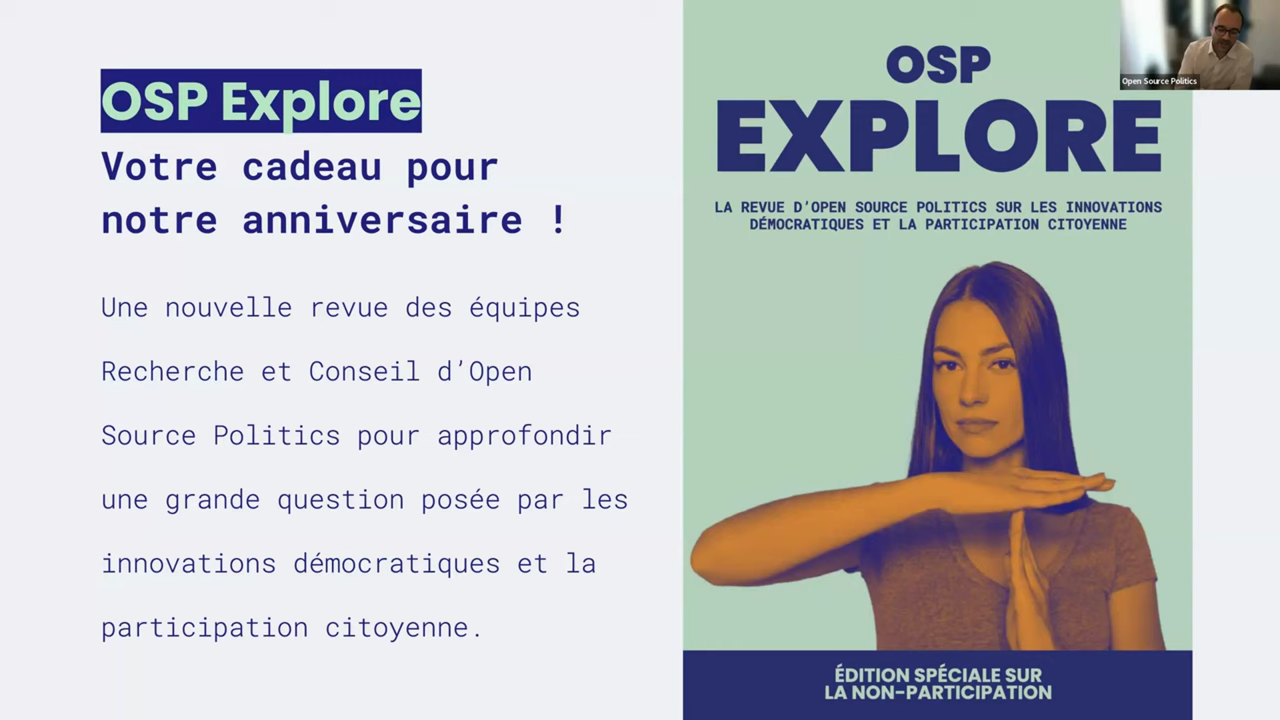 OSP Explore
Votre cadeau pour
notre anniversaire !
Une nouvelle revue des équipes
Recherche et Conseil d’Open
Source Politics pour approfondir
une grande question posée par les
innovations démocratiques et la
participation citoyenne.
OSP
EXPLORE
LA REVUE D’OPEN SOURCE POLITICS SUR LES INNOVATIONS
DÉMOCRATIQUES ET LA PARTICIPATION CITOYENNE
ÉDITION SPÉCIALE SUR
LA NON-PARTICIPATION
Open Source Politics